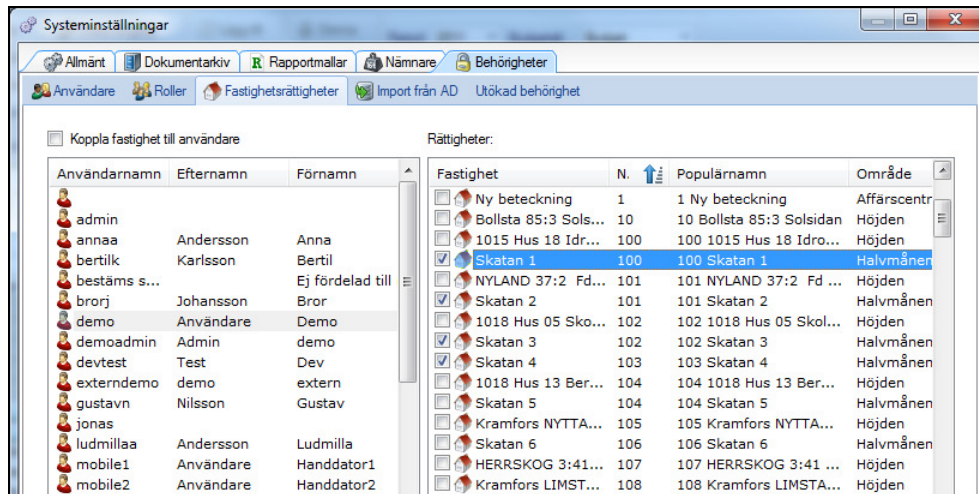 Systeminställningar
Allmänt Dokumentarkiv Rapportmallar Nämnare Behörigheter
Användare Roller Fastighetsrättigheter Import från AD Utökad behörighet
Koppla fastighet till användare
Användarnamn Efternamn Förnamn
admin
annaa Andersson Anna
bertilk Karlsson Bertil
bestäms s... Ej fördelad till
brorj Johansson Bror
demo Användare Demo
demoadmin Admin demo
devtest Test Dev
externdemo demo extern
gustavn Nilsson Gustav
jonas
ludmillaa Andersson Ludmilla
mobile1 Användare Handdator1
mobile2 Användare Handdator2
Rättigheter:
Fastighet N. Populärnamn Område
Ny beteckning 1 1 Ny beteckning Affärscentr
Bollsta 85:3 Sols... 10 10 Bollsta 85:3 Solsidan Höjden
1015 Hus 18 Idr... 100 100 1015 Hus 18 Idro... Höjden
Skatan 1 100 100 Skatan 1 Halvmånen
NYLAND 37:2 Fd... 101 101 NYLAND 37:2 Fd ... Höjden
Skatan 2 101 101 Skatan 2 Halvmånen
1018 Hus 05 Sko... 102 102 1018 Hus 05 Skol... Höjden
Skatan 3 102 102 Skatan 3 Halvmånen
Skatan 4 103 103 Skatan 4 Halvmånen
1018 Hus 13 Ber... 104 104 1018 Hus 13 Ber... Höjden
Skatan 5 104 104 Skatan 5 Halvmånen
Kramfors NYTTA... 105 105 Kramfors NYTTA... Höjden
Skatan 6 106 106 Skatan 6 Halvmånen
HERRSKOG 3:41... 107 107 HERRSKOG 3:41 ... Höjden
Kramfors LIMST... 108 108 Kramfors LIMSTA... Höjden